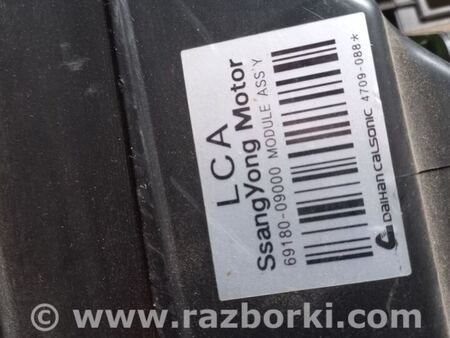 LCA
SsangYong Motor
69180-09000 MODULE ASS'Y
DAIHAN CALSONIC 4709-088*
© www.razborki.com